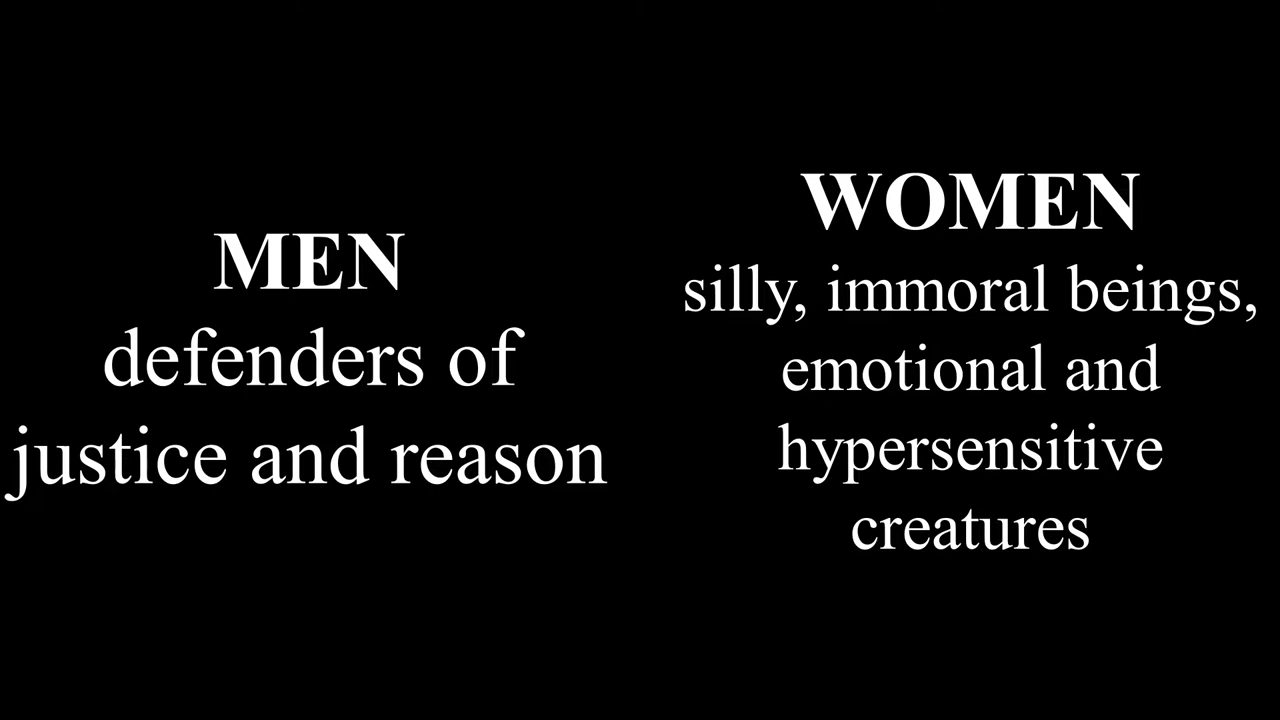 MEN
defenders of
justice and reason
WOMEN
silly, immoral beings,
emotional and
hypersensitive
creatures